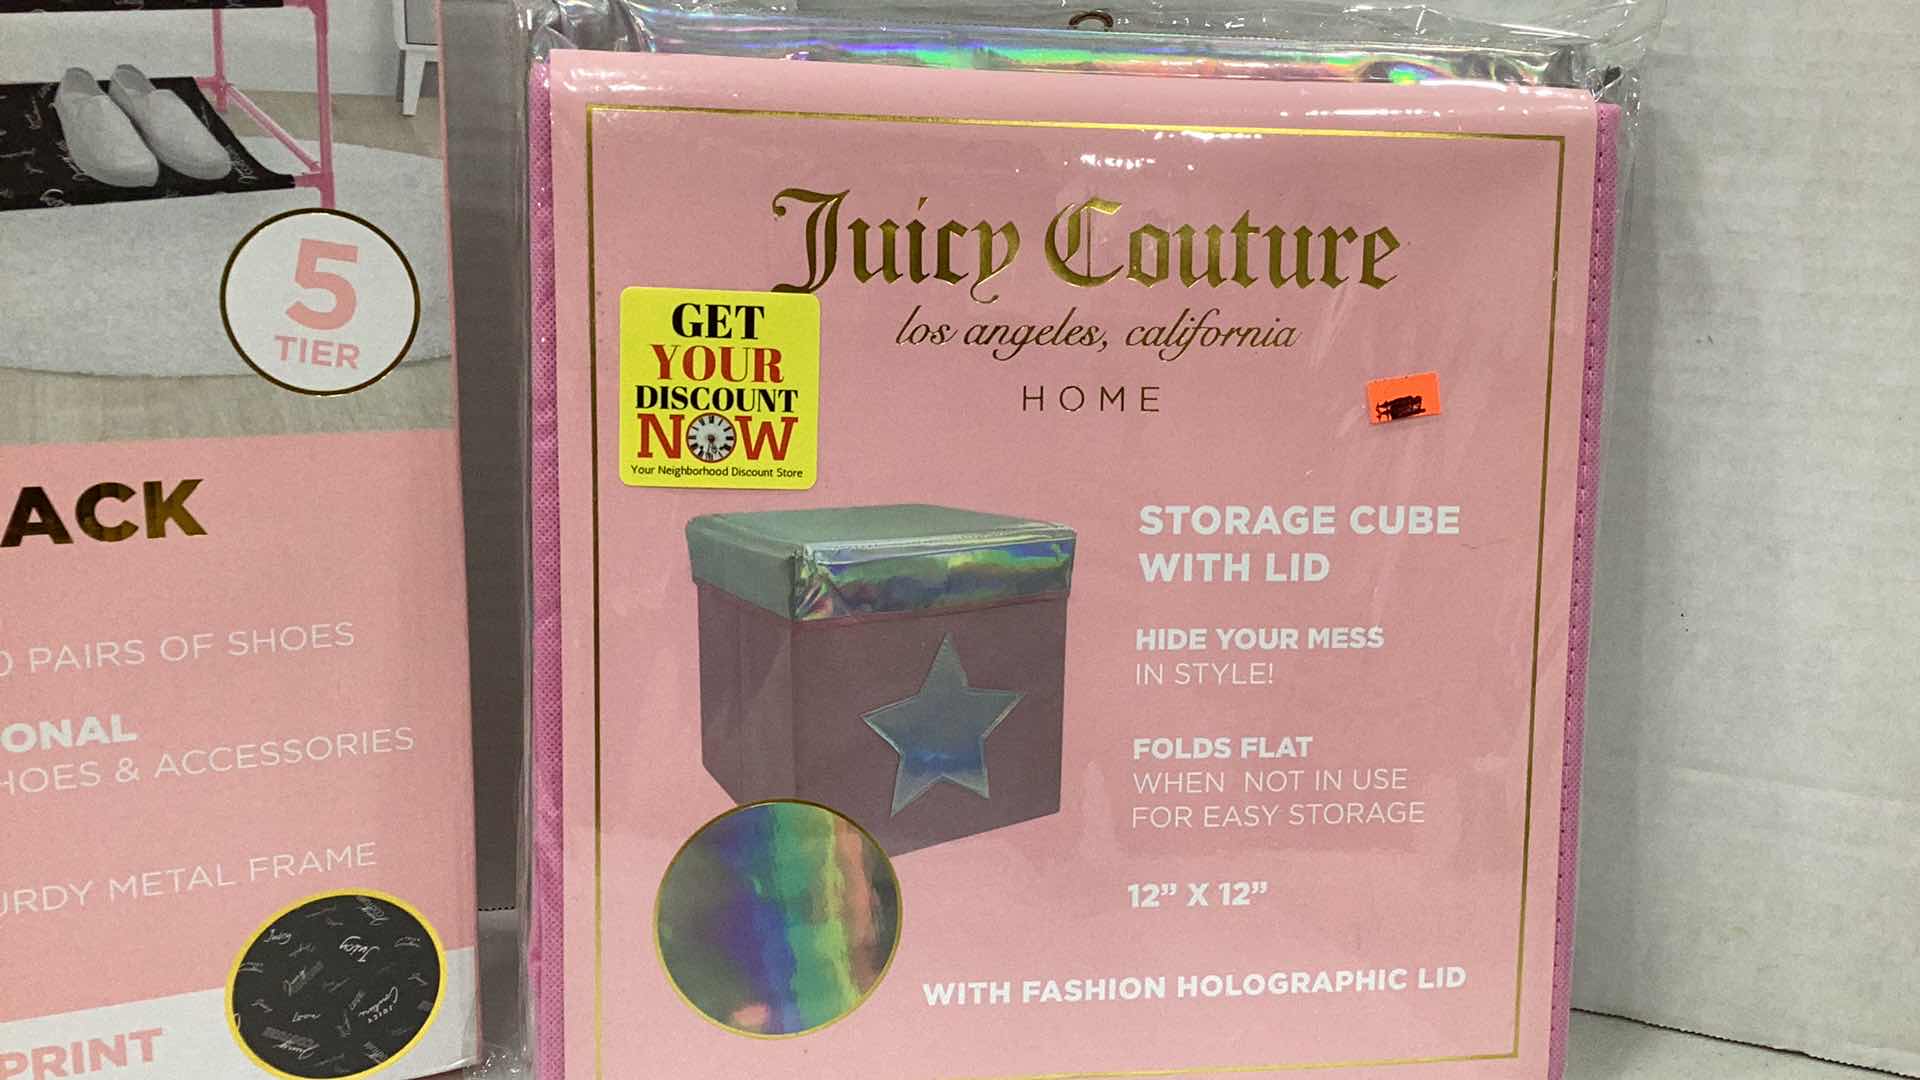 5
TIER
ACK
PAIRS OF SHOES
ONAL
HOES & ACCESSORIES
URDY METAL FRAME
PRINT
Juicy
Juicy Couture
los angeles, california
HOME
GET
YOUR
DISCOUNT
NOW
Your Neighborhood Discount Store
STORAGE CUBE
WITH LID
HIDE YOUR MESS
IN STYLE!
FOLDS FLAT
WHEN NOT IN USE
FOR EASY STORAGE
12” X 12”
WITH FASHION HOLOGRAPHIC LID